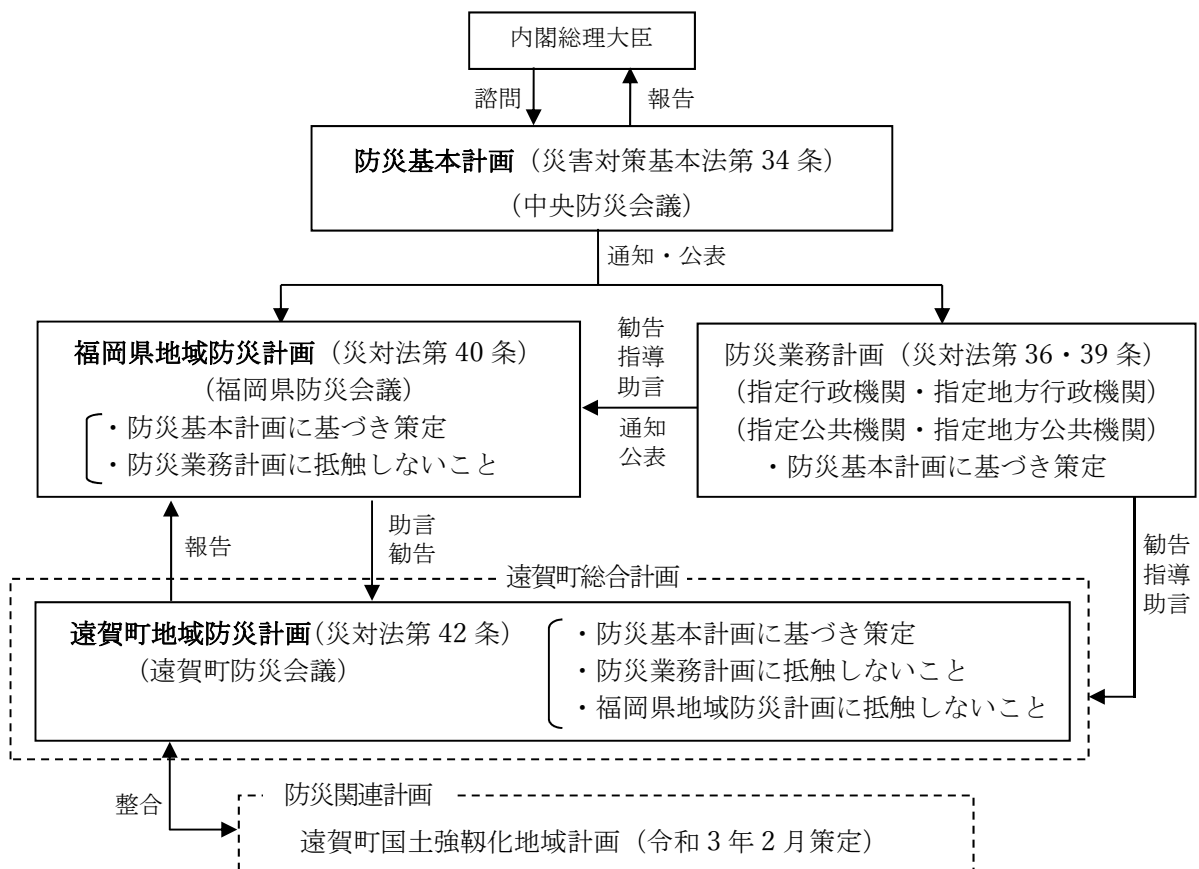 内閣総理大臣
諮問
報告
防災基本計画（災害対策基本法第 34 条）
（中央防災会議）
通知・公表
福岡県地域防災計画（災対法第 40 条）
（福岡県防災会議）
・防災基本計画に基づき策定
・防災業務計画に抵触しないこと
勧告
指導
助言
通知
公表
防災業務計画（災対法第 36・39 条）
（指定行政機関・指定地方行政機関）
（指定公共機関・指定地方公共機関）
・防災基本計画に基づき策定
報告
助言
勧告
勧告
指導
助言
遠賀町総合計画
遠賀町地域防災計画（災対法第 42 条）
（遠賀町防災会議）
・防災基本計画に基づき策定
・防災業務計画に抵触しないこと
・福岡県地域防災計画に抵触しないこと
整合
防災関連計画
遠賀町国土強靱化地域計画（令和 3 年 2 月策定）